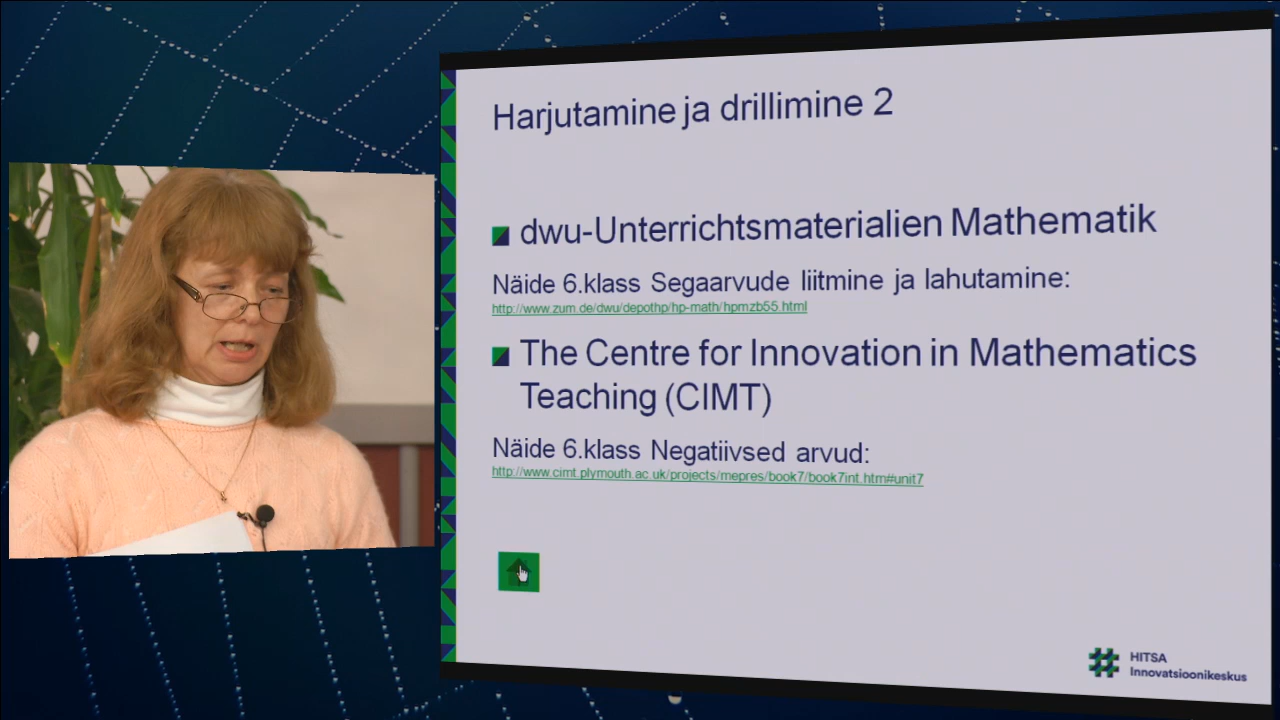 Harjutamine ja drillimine 2
dwu-Unterrichtsmaterialien Mathematik
Näide 6.klass Segaarvude liitmine ja lahutamine:
http://www.zum.de/dwu/depothp/hp-math/hpmzb55.html
The Centre for Innovation in Mathematics
Teaching (CIMT)
Näide 6.klass Negatiivsed arvud:
http://www.cimt.plymouth.ac.uk/projects/mepres/book7/book7int.htm#unit7
HITSA
Innovatsioonikeskus